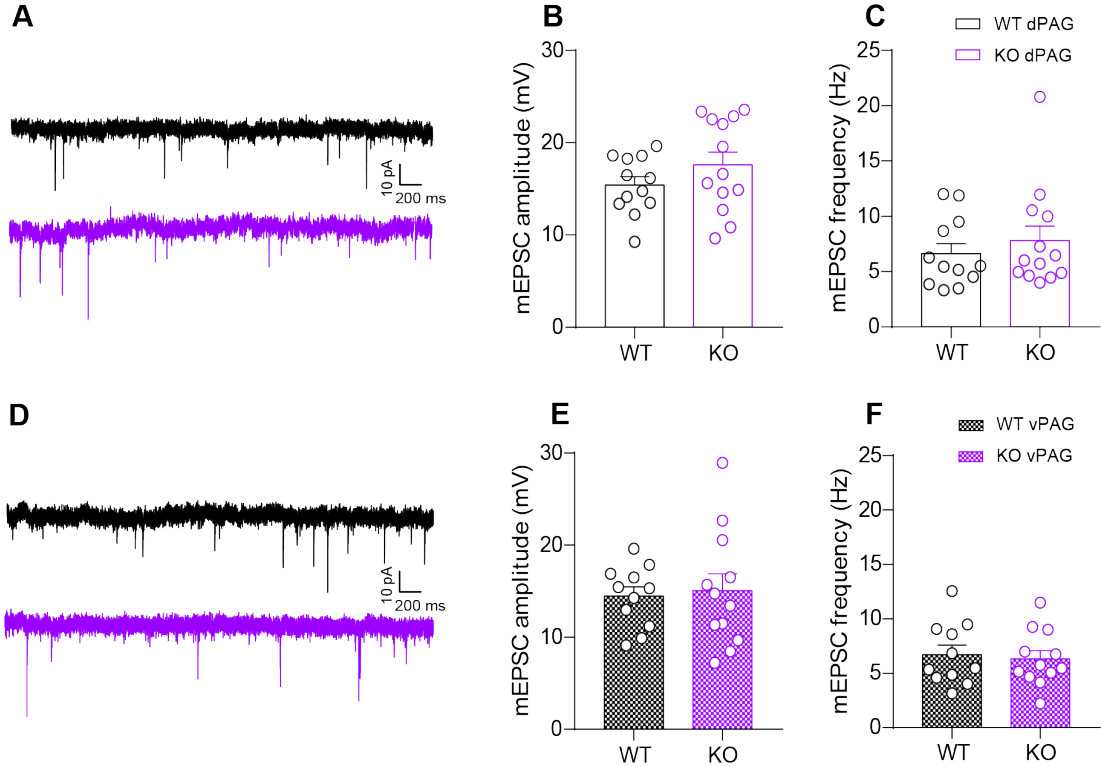 A
B
C
WT dPAG
KO dPAG
10 pA
200 ms
mEPSC amplitude (mV)
30
20
10
0
WT
KO
mEPSC frequency (Hz)
25
20
15
10
5
0
WT
KO
D
E
F
WT vPAG
KO vPAG
10 pA
200 ms
mEPSC amplitude (mV)
30
20
10
0
WT
KO
mEPSC frequency (Hz)
25
20
15
10
5
0
WT
KO